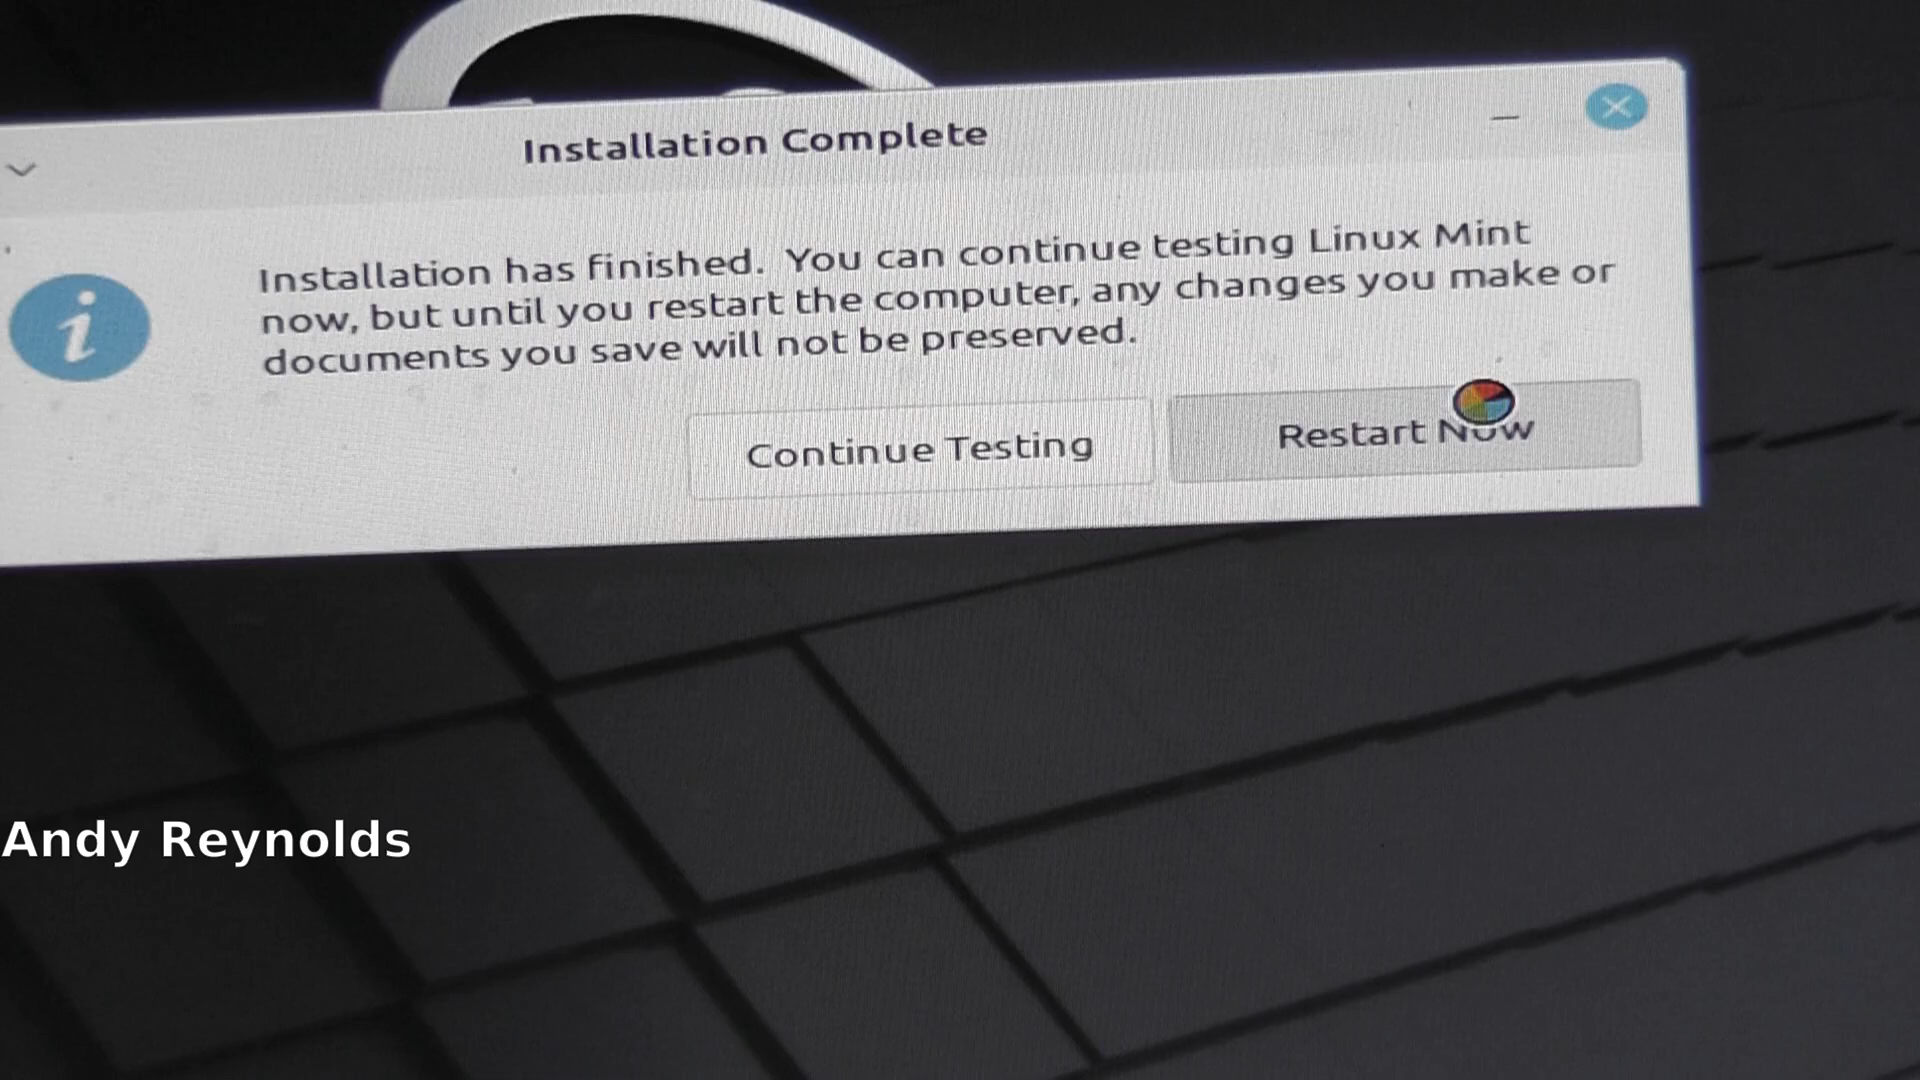 Installation Complete
Installation has finished. You can continue testing Linux Mint
now, but until you restart the computer, any changes you make or
documents you save will not be preserved.
Continue Testing
Restart Now
Andy Reynolds